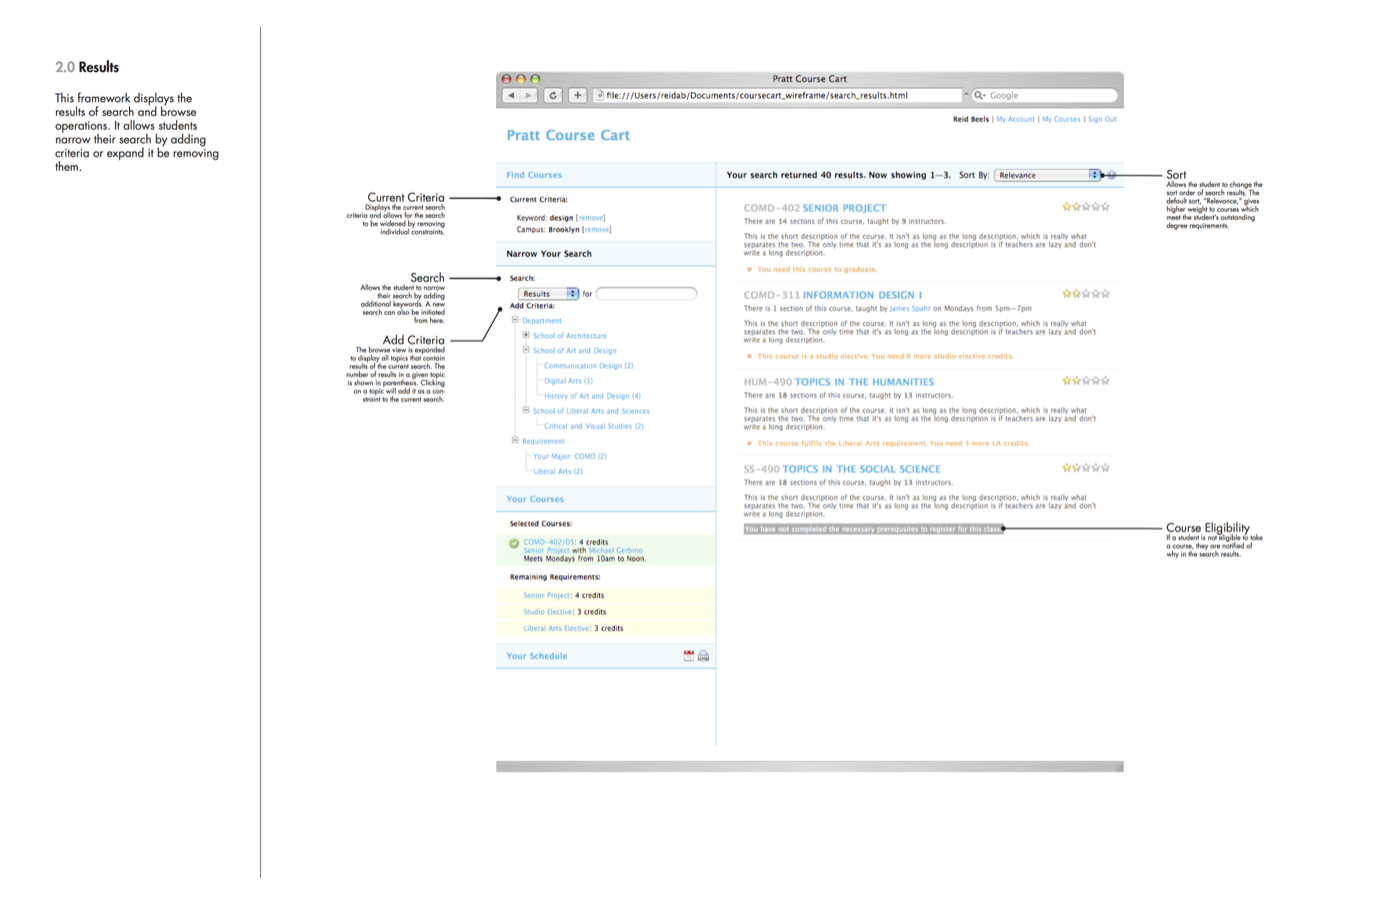 2.0 Results
This framework displays the
results of search and browse
operations. It allows students
narrow their search by adding
criteria or expand it be removing
them.
Current Criteria
Displays the current search
criteria and allows for the search
to be widened by removing
individual constraints.
Search
Allows the student to narrow
their search by adding
additional keywords. A new
search can also be initiated
from here.
Add Criteria
The browse view is expanded
to display all topics that contain
results of the current search. The
number of results in a given topic
is shown in parenthesis. Clicking
on a topic will add it as a con-
straint to the current search.
Pratt Course Cart
file:///Users/reidab/Documents/coursecart_wireframe/search_results.html
Google
Reid Beels | My Account | My Courses | Sign Out
Pratt Course Cart
Find Courses
Current Criteria:
Keyword: design [remove]
Campus: Brooklyn [remove]
Narrow Your Search
Search:
Results for
Add Criteria:
Department
School of Architecture
School of Art and Design
Communication Design (2)
Digital Arts (1)
History of Art and Design (4)
School of Liberal Arts and Sciences
Critical and Visual Studies (2)
Requirement
Your Major: COMD (2)
Liberal Arts (2)
Your Courses
Selected Courses:
COMD-402/05: 4 credits
Senior Project with Michael Gerbino
Meets Mondays from 10am to Noon.
Remaining Requirements:
Senior Project: 4 credits
Studio Elective: 3 credits
Liberal Arts Elective: 3 credits
Your Schedule
Your search returned 40 results. Now showing 1—3. Sort By: Relevance
COMD-402 SENIOR PROJECT
There are 14 sectons of this course, taught by 9 instructors.
This is the short description of the course. It isn't as long as the long description, which is really what
separates the two. The only time that it's as long as the long description is if teachers are lazy and don't
write a long description.
You need this course to graduate.
COMD-311 INFORMATION DESIGN I
There is 1 section of this course, taught by James Spahr on Mondays from 5pm—7pm
This is the short description of the course. It isn't as long as the long description, which is really what
separates the two. The only time that it's as long as the long description is if teachers are lazy and don't
write a long description.
This course is a studio elective. You need 6 more studio elective credits.
HUM-490 TOPICS IN THE HUMANITIES
There are 18 sections of this course, taught by 13 instructors.
This is the short description of the course. It isn't as long as the long description, which is really what
separates the two. The only time that it's as long as the long description is if teachers are lazy and don't
write a long description.
This course fulfills the Liberal Arts requirement. You need 3 more LA credits.
SS-490 TOPICS IN THE SOCIAL SCIENCE
There are 18 sections of this course, taught by 13 instructors.
This is the short description of the course. It isn't as long as the long description, which is really what
separates the two. The only time that it's as long as the long description is if teachers are lazy and don't
write a long description.
You have not completed the necessary prerequsites to register for this class
Sort
Allows the student to change the
sort order of search results. The
default sort, "Relevance," gives
higher weight to courses which
meet the student's outstanding
degree requirements.
Course Eligibility
If a student is not eligible to take
a course, they are notified of
why in the search results.